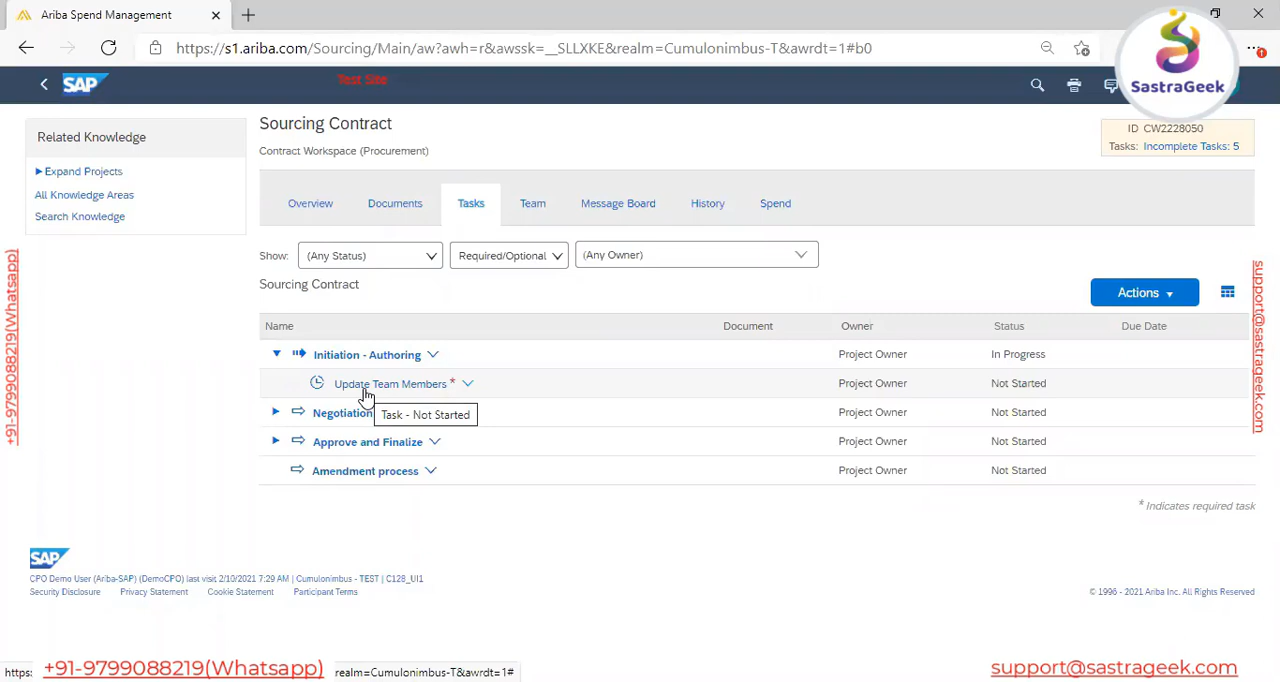 Ariba Spend Management
https://s1.ariba.com/Sourcing/Main/aw?awh=r&awssk=__SLLXKE&realm=Cumulonimbus-T&awrdt=1#b0
SastraGeek
SAP
Test Site
Related Knowledge
Expand Projects
All Knowledge Areas
Search Knowledge
Sourcing Contract
Contract Workspace (Procurement)
ID CW2228050
Tasks: Incomplete Tasks: 5
Overview Documents Tasks Team Message Board History Spend
Show: (Any Status) Required/Optional (Any Owner)
Sourcing Contract
Actions
Name Document Owner Status Due Date
Initiation - Authoring Project Owner In Progress
Update Team Members * Project Owner Not Started
Task - Not Started
Negotiation Project Owner Not Started
Approve and Finalize Project Owner Not Started
Amendment process Project Owner Not Started
* Indicates required task
+91-9799088219(Whatsapp)
support@sastrageek.com
SAP
CPO Demo User (Ariba-SAP) (DemoCPO) last visit 2/10/2021 7:29 AM | Cumulonimbus - TEST | C128_UI1
Security Disclosure Privacy Statement Cookie Statement Participant Terms
© 1996 - 2021 Ariba Inc. All Rights Reserved
https: +91-9799088219(Whatsapp) realm=Cumulonimbus-T&awrdt=1#
support@sastrageek.com